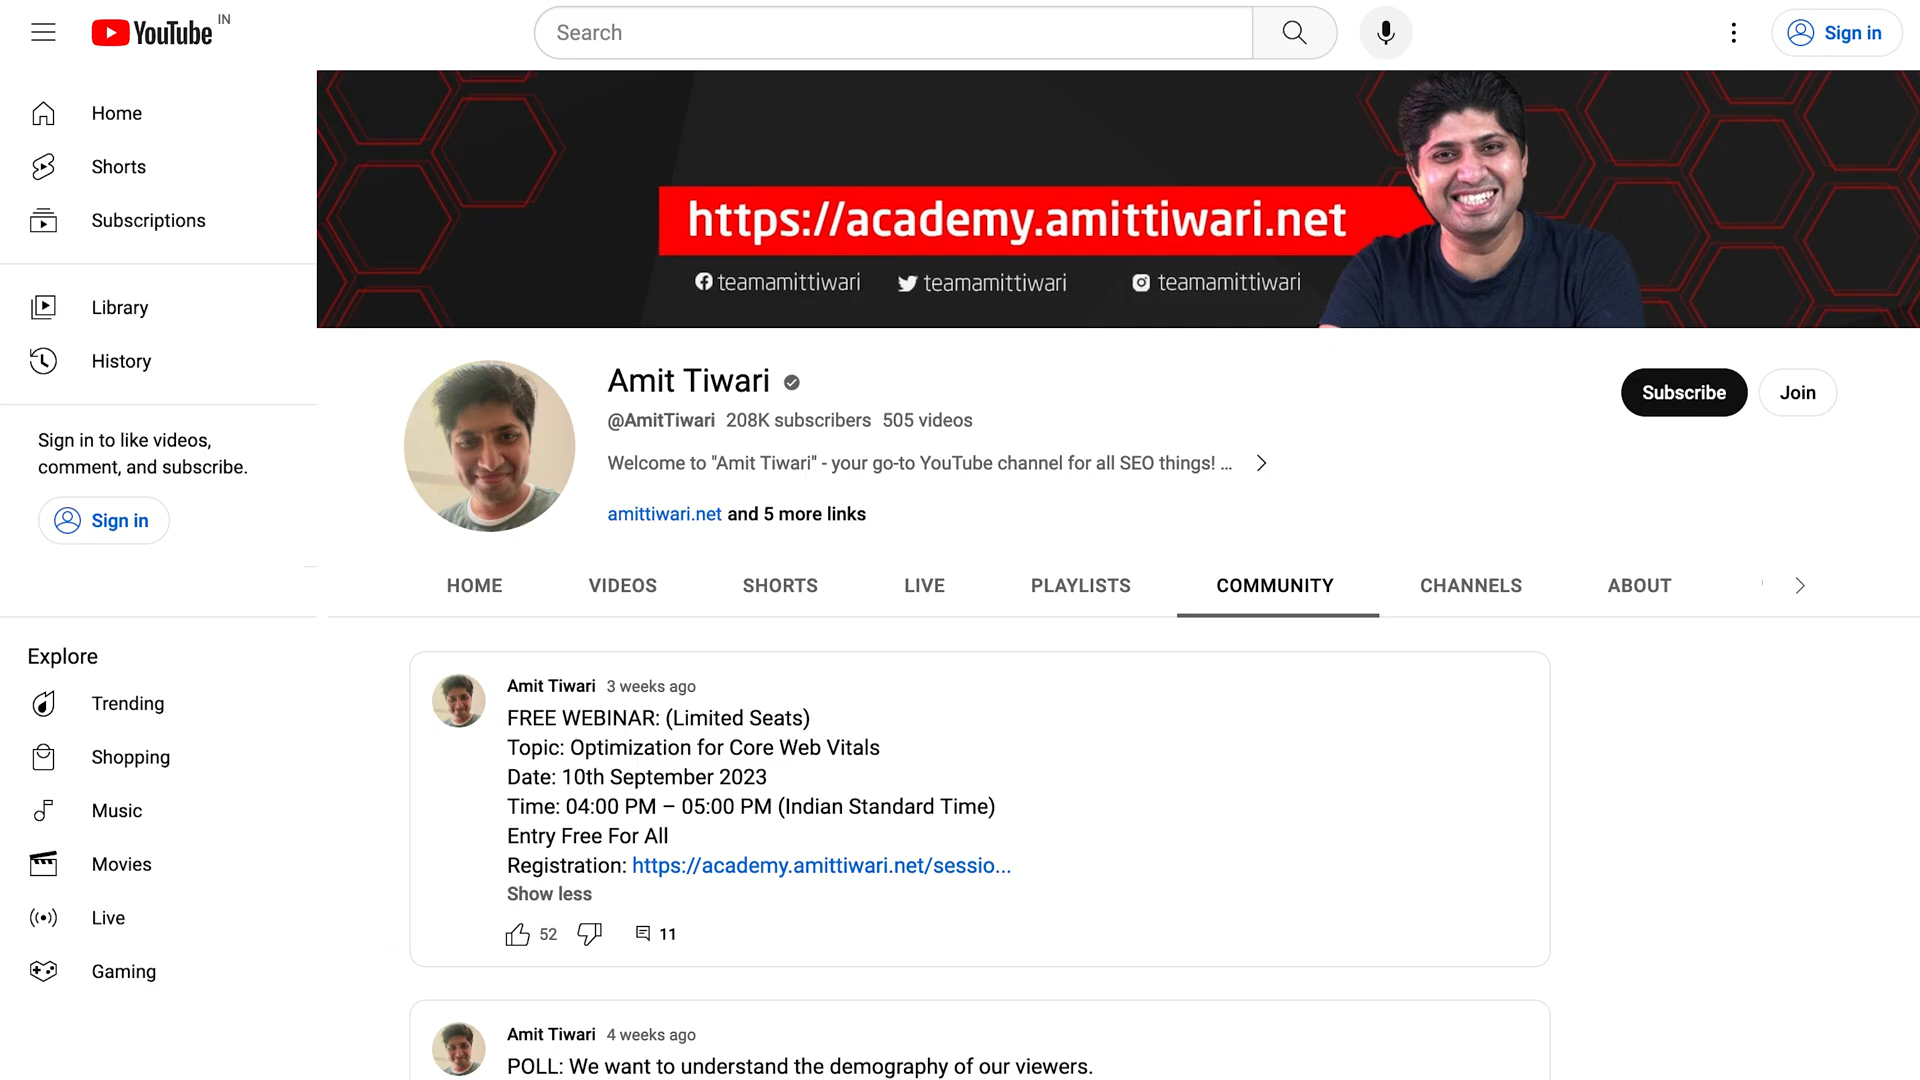 YouTube IN
Search
Sign in
Home
Shorts
Subscriptions
Library
History
Sign in to like videos,
comment, and subscribe.
Sign in
Explore
Trending
Shopping
Music
Movies
Live
Gaming
https://academy.amittiwari.net
teamamittiwari teamamittiwari teamamittiwari
Amit Tiwari
@AmitTiwari 208K subscribers 505 videos
Welcome to "Amit Tiwari" - your go-to YouTube channel for all SEO things! ...
amittiwari.net and 5 more links
Subscribe Join
HOME VIDEOS SHORTS LIVE PLAYLISTS COMMUNITY CHANNELS ABOUT
Amit Tiwari 3 weeks ago
FREE WEBINAR: (Limited Seats)
Topic: Optimization for Core Web Vitals
Date: 10th September 2023
Time: 04:00 PM – 05:00 PM (Indian Standard Time)
Entry Free For All
Registration: https://academy.amittiwari.net/sessio...
Show less
52 11
Amit Tiwari 4 weeks ago
POLL: We want to understand the demography of our viewers.